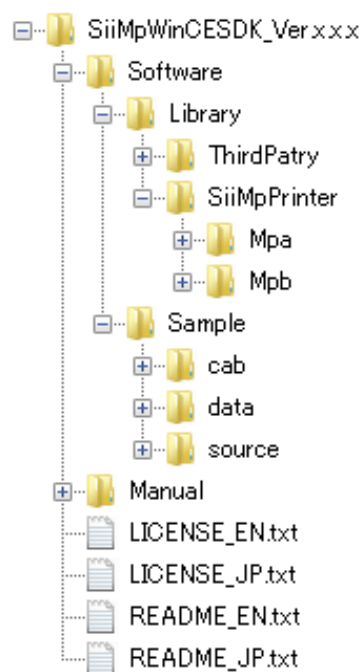 SiiMpWinCESDK_Ver.x.x.x
Software
Library
ThirdPatry
SiiMpPrinter
Mpa
Mpb
Sample
cab
data
source
Manual
LICENSE_EN.txt
LICENSE_JP.txt
README_EN.txt
README_JP.txt